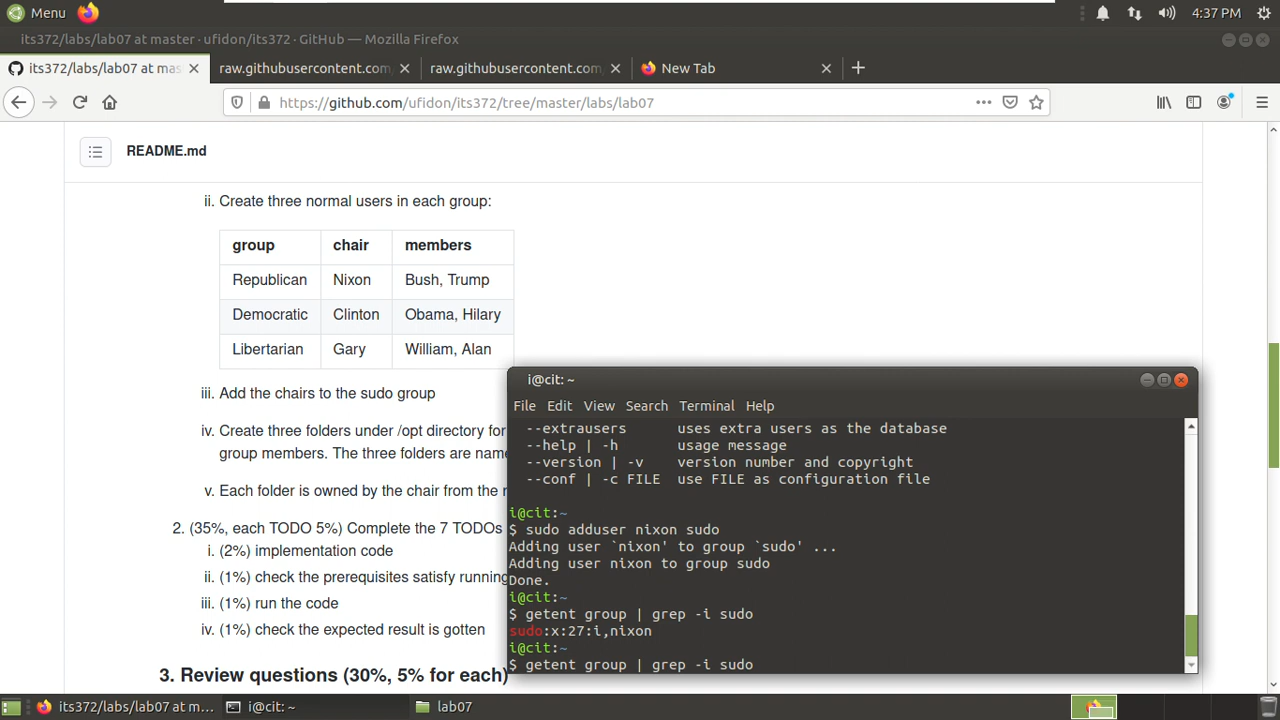 Menu
4:37 PM
its372/labs/lab07 at master · ufidon/its372 · GitHub — Mozilla Firefox
its372/labs/lab07 at mas
raw.githubusercontent.com/
raw.githubusercontent.com/
New Tab
https://github.com/ufidon/its372/tree/master/labs/lab07
README.md
ii. Create three normal users in each group:
group chair members
Republican Nixon Bush, Trump
Democratic Clinton Obama, Hilary
Libertarian Gary William, Alan
iii. Add the chairs to the sudo group
iv. Create three folders under /opt directory for
group members. The three folders are name
v. Each folder is owned by the chair from the r
2. (35%, each TODO 5%) Complete the 7 TODOs
i. (2%) implementation code
ii. (1%) check the prerequisites satisfy running
iii. (1%) run the code
iv. (1%) check the expected result is gotten
3. Review questions (30%, 5% for each)
i@cit: ~
File Edit View Search Terminal Help
--extrausers uses extra users as the database
--help | -h usage message
--version | -v version number and copyright
--conf | -c FILE use FILE as configuration file
i@cit:~
$ sudo adduser nixon sudo
Adding user `nixon' to group `sudo' ...
Adding user nixon to group sudo
Done.
i@cit:~
$ getent group | grep -i sudo
sudo:x:27:i,nixon
i@cit:~
$ getent group | grep -i sudo
its372/labs/lab07 at m...
i@cit: ~
lab07